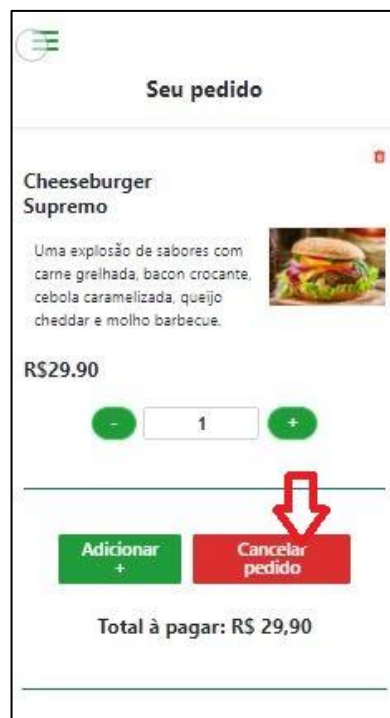 Seu pedido
Cheeseburger
Supremo
Uma explosão de sabores com
carne grelhada, bacon crocante,
cebola caramelizada, queijo
cheddar e molho barbecue.
R$29.90
- 1 +
Adicionar
+
Cancelar
pedido
Total à pagar: R$ 29,90